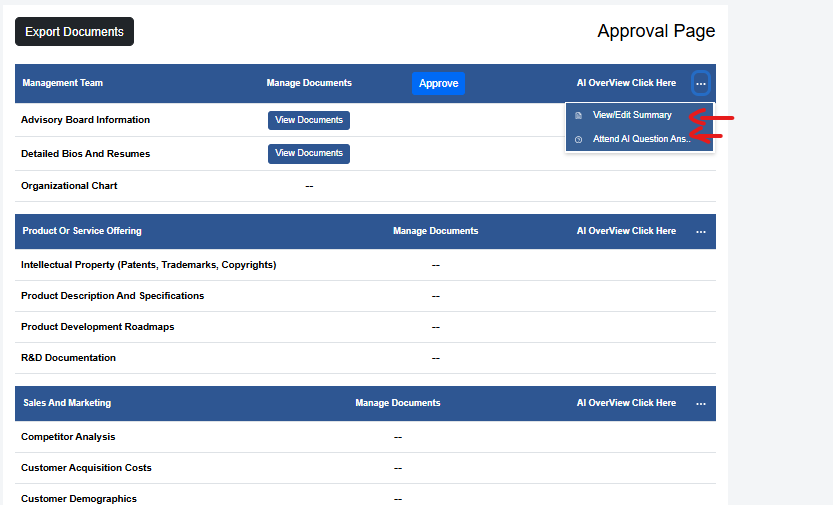 Export Documents
Approval Page
Management Team Manage Documents Approve AI OverView Click Here ...
Advisory Board Information View Documents
View/Edit Summary
Attend AI Question Ans..
Detailed Bios And Resumes View Documents
Organizational Chart --
Product Or Service Offering Manage Documents AI OverView Click Here ...
Intellectual Property (Patents, Trademarks, Copyrights) --
Product Description And Specifications --
Product Development Roadmaps --
R&D Documentation --
Sales And Marketing Manage Documents AI OverView Click Here ...
Competitor Analysis --
Customer Acquisition Costs --
Customer Demographics --